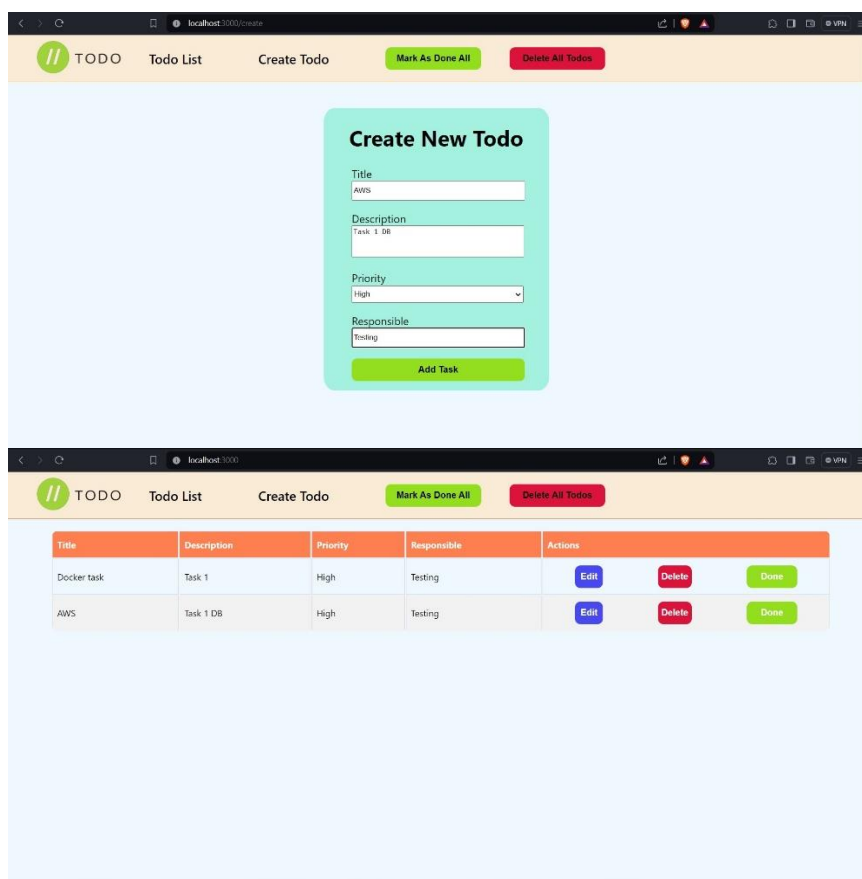 localhost:3000/create
VPN
// TODO Todo List Create Todo Mark As Done All Delete All Todos
Create New Todo
Title
AWS
Description
Task 1 DB
Priority
High
Responsible
Testing
Add Task
localhost:3000
VPN
// TODO Todo List Create Todo Mark As Done All Delete All Todos
Title Description Priority Responsible Actions
Docker task Task 1 High Testing Edit Delete Done
AWS Task 1 DB High Testing Edit Delete Done